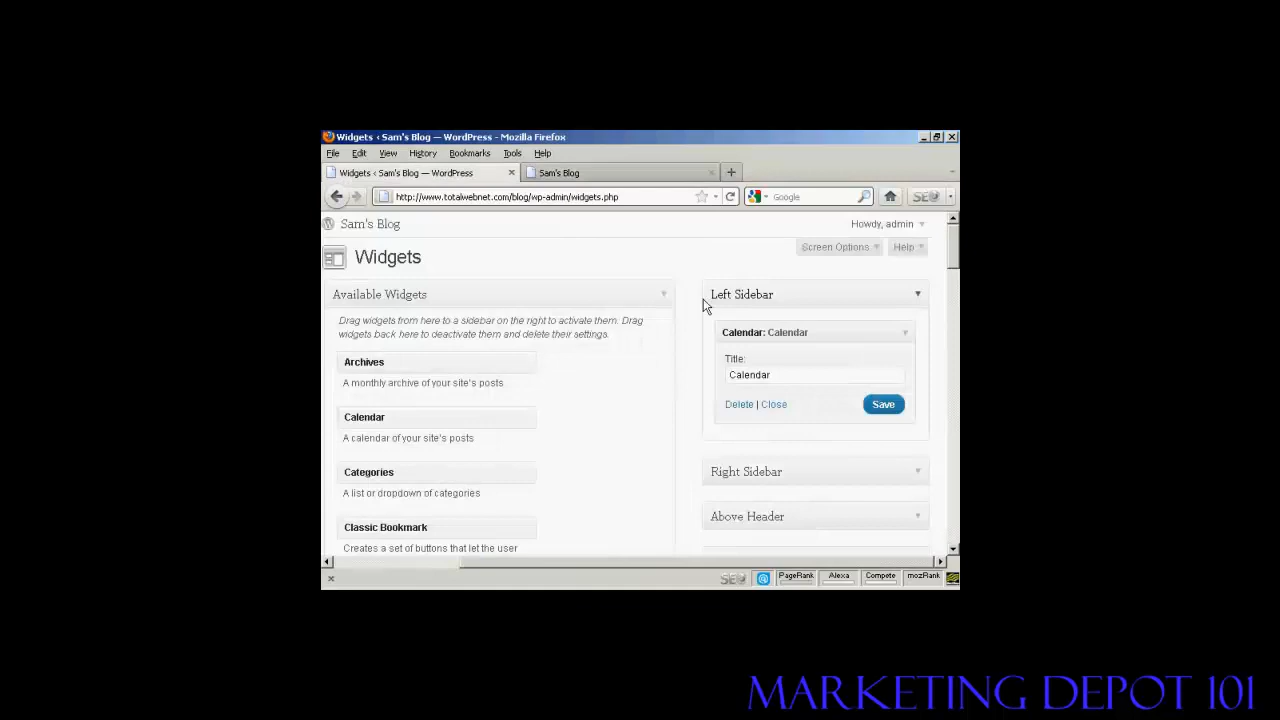 Widgets ‹ Sam's Blog — WordPress - Mozilla Firefox
File Edit View History Bookmarks Tools Help
Widgets ‹ Sam's Blog — WordPress × Sam's Blog × +
http://www.totalwebnet.com/blog/wp-admin/widgets.php Google SEO
Sam's Blog Howdy, admin
Widgets Screen Options Help
Available Widgets
Drag widgets from here to a sidebar on the right to activate them. Drag
widgets back here to deactivate them and delete their settings.
Archives
A monthly archive of your site's posts
Calendar
A calendar of your site's posts
Categories
A list or dropdown of categories
Classic Bookmark
Creates a set of buttons that let the user
Left Sidebar
Calendar: Calendar
Title:
Calendar
Delete | Close Save
Right Sidebar
Above Header
× SEO @ PageRank Alexa Compete mozRank
MARKETING DEPOT 101